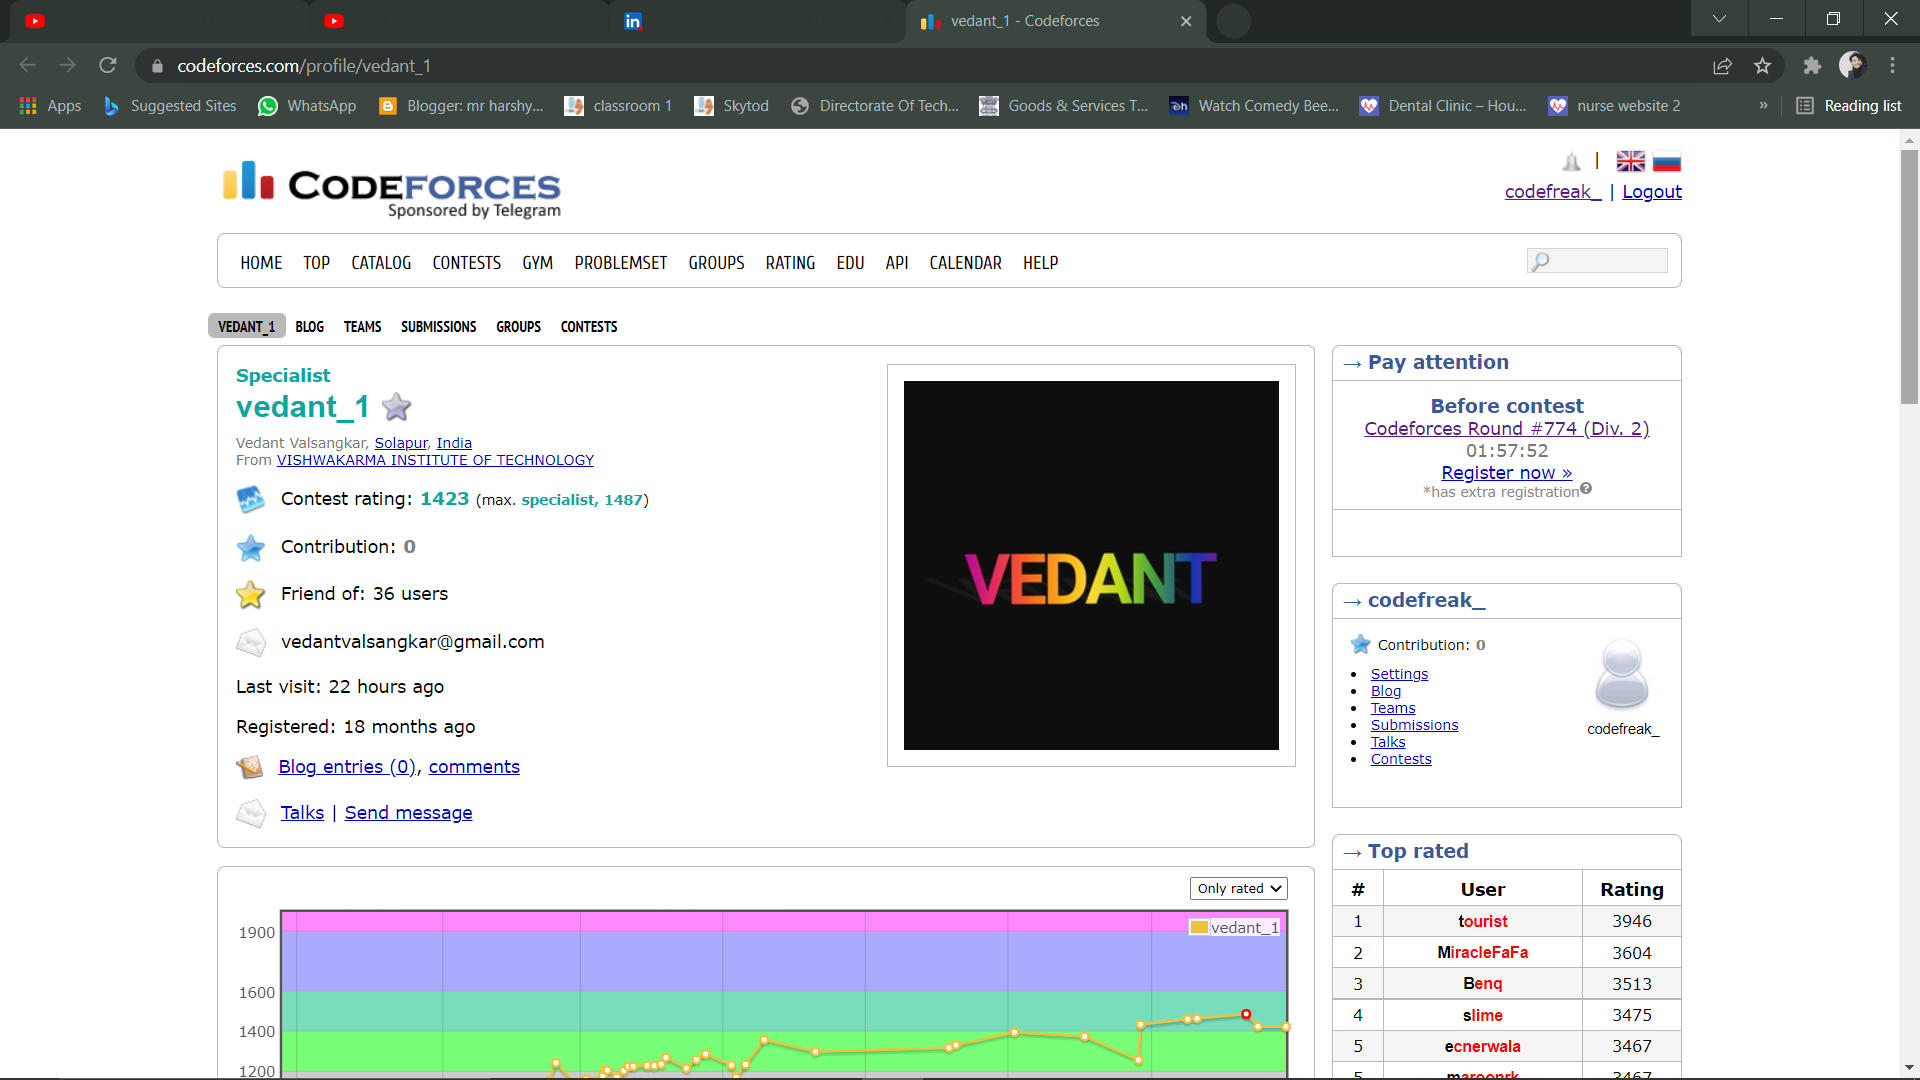 vedant_1 - Codeforces
codeforces.com/profile/vedant_1
Apps Suggested Sites WhatsApp Blogger: mr harshy... classroom 1 Skytod Directorate Of Tech... Goods & Services T... Watch Comedy Bee... Dental Clinic – Hou... nurse website 2 » Reading list
CODEFORCES
Sponsored by Telegram
|
codefreak_ | Logout
HOME TOP CATALOG CONTESTS GYM PROBLEMSET GROUPS RATING EDU API CALENDAR HELP
VEDANT_1 BLOG TEAMS SUBMISSIONS GROUPS CONTESTS
Specialist
vedant_1
Vedant Valsangkar, Solapur, India
From VISHWAKARMA INSTITUTE OF TECHNOLOGY
Contest rating: 1423 (max. specialist, 1487)
Contribution: 0
Friend of: 36 users
vedantvalsangkar@gmail.com
Last visit: 22 hours ago
Registered: 18 months ago
Blog entries (0), comments
Talks | Send message
VEDANT
→ Pay attention
Before contest
Codeforces Round #774 (Div. 2)
01:57:52
Register now »
*has extra registration?
→ codefreak_
Contribution: 0
Settings
Blog
Teams
Submissions
Talks
Contests
codefreak_
Only rated
vedant_1
1900
1600
1400
1200
→ Top rated
# User Rating
1 tourist 3946
2 MiracleFaFa 3604
3 Benq 3513
4 slime 3475
5 ecnerwala 3467
5 maroonrk 3467